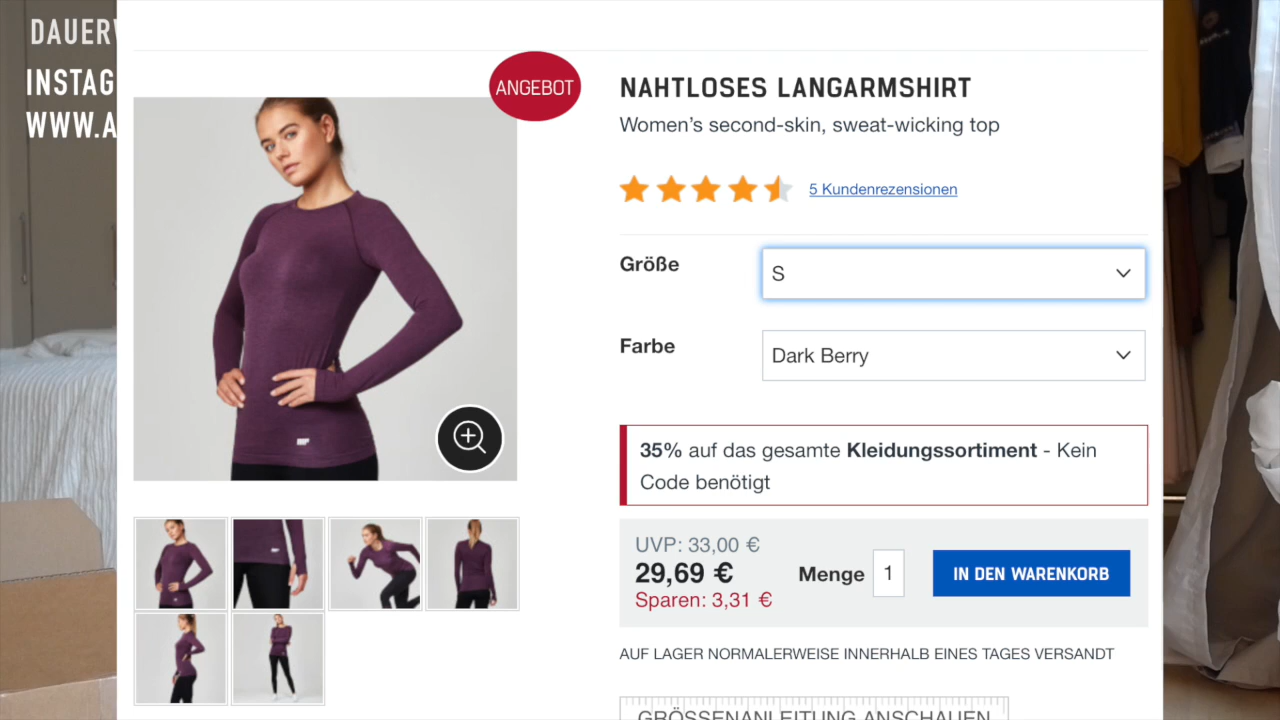 DAUERW
INSTAG
WWW.A
ANGEBOT
NAHTLOSES LANGARMSHIRT
Women’s second-skin, sweat-wicking top
5 Kundenrezensionen
Größe
S
Farbe
Dark Berry
35% auf das gesamte Kleidungssortiment - Kein
Code benötigt
UVP: 33,00 €
29,69 €
Sparen: 3,31 €
Menge
1
IN DEN WARENKORB
AUF LAGER NORMALERWEISE INNERHALB EINES TAGES VERSANDT
GRÖSSENANLEITUNG ANSCHAUEN